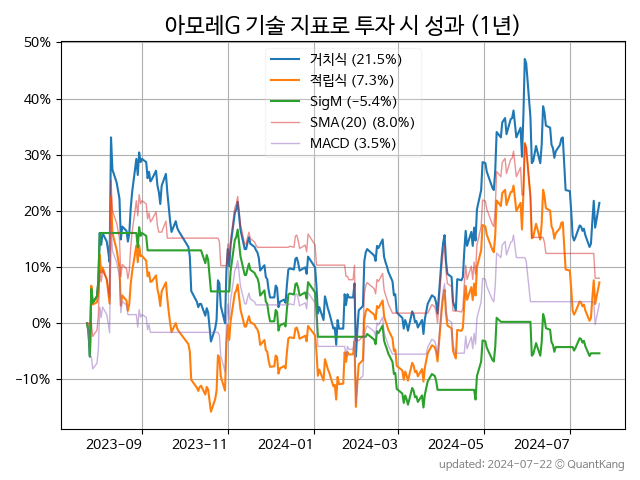 아모레G 기술 지표로 투자 시 성과 (1년)
거치식 (21.5%)
적립식 (7.3%)
SigM (−5.4%)
SMA(20) (8.0%)
MACD (3.5%)
50%
40%
30%
20%
10%
0%
−10%
2023-09
2023-11
2024-01
2024-03
2024-05
2024-07
updated: 2024-07-22 © QuantKang